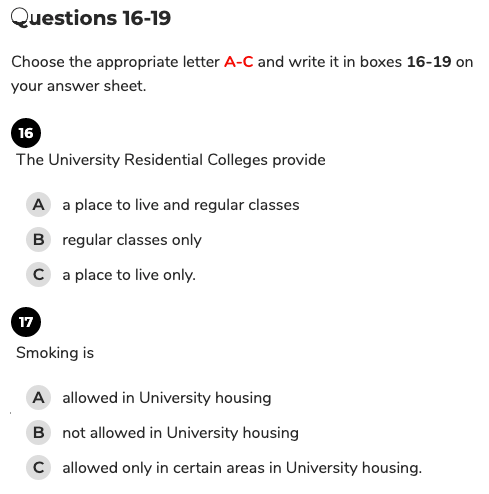 Questions 16-19
Choose the appropriate letter A-C and write it in boxes 16-19 on
your answer sheet.
16
The University Residential Colleges provide
A a place to live and regular classes
B regular classes only
C a place to live only.
17
Smoking is
A allowed in University housing
B not allowed in University housing
C allowed only in certain areas in University housing.